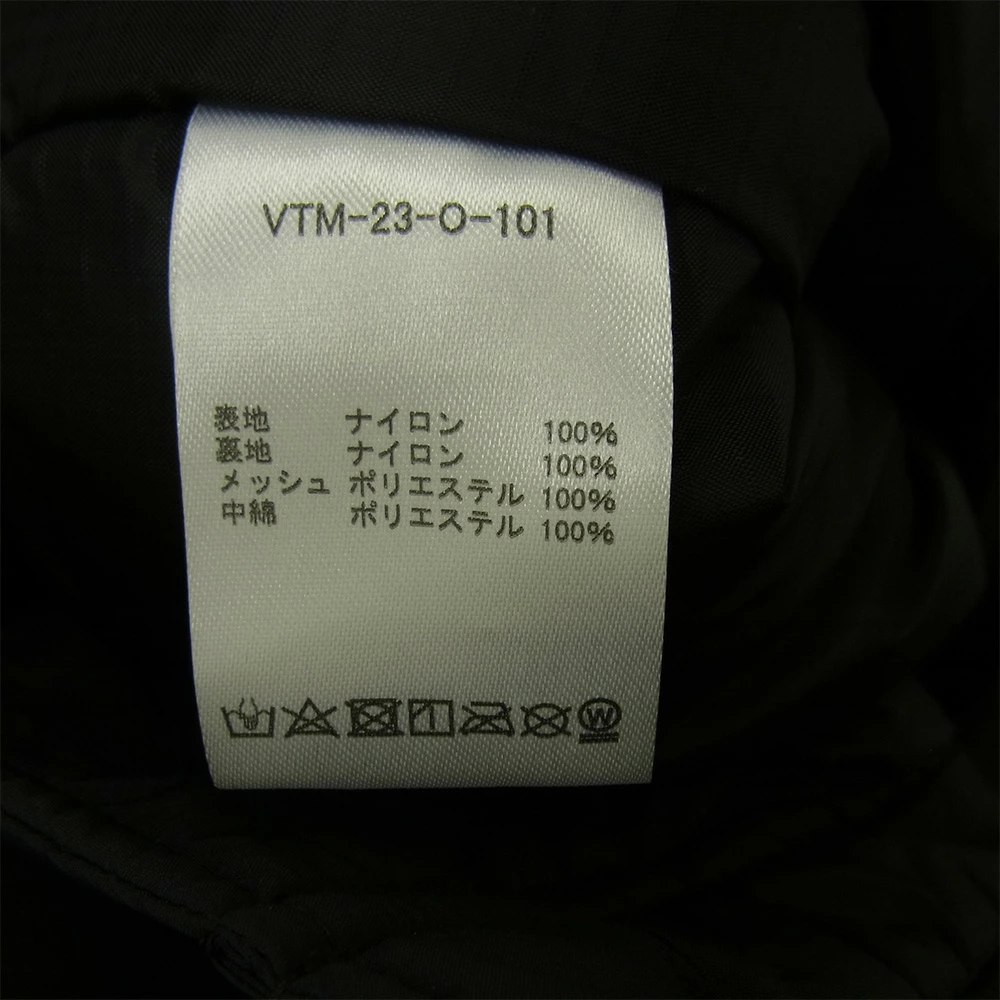 VTM-23-O-101
表地 ナイロン 100%
裏地 ナイロン 100%
メッシュ ポリエステル 100%
中綿 ポリエステル 100%
W